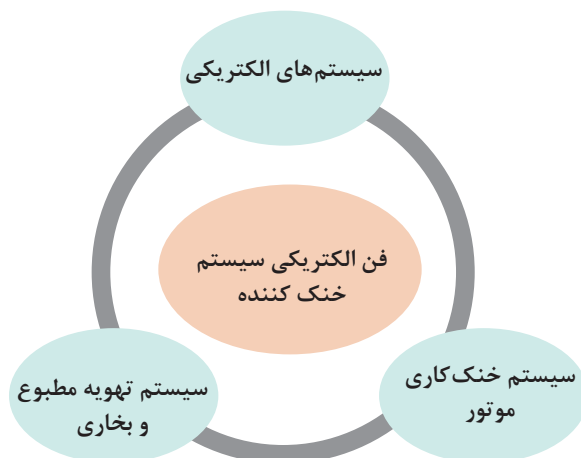 سیستم‌های الکتریکی
فن الکتریکی سیستم
خنک کننده
سیستم خنک‌کاری
موتور
سیستم تهویه مطبوع
و بخاری